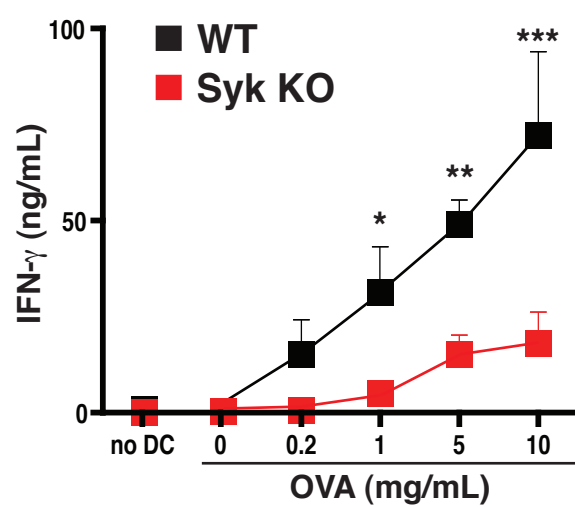 100
WT
Syk KO
***
**
*
50
IFN-γ (ng/mL)
0
no DC 0 0.2 1 5 10
OVA (mg/mL)